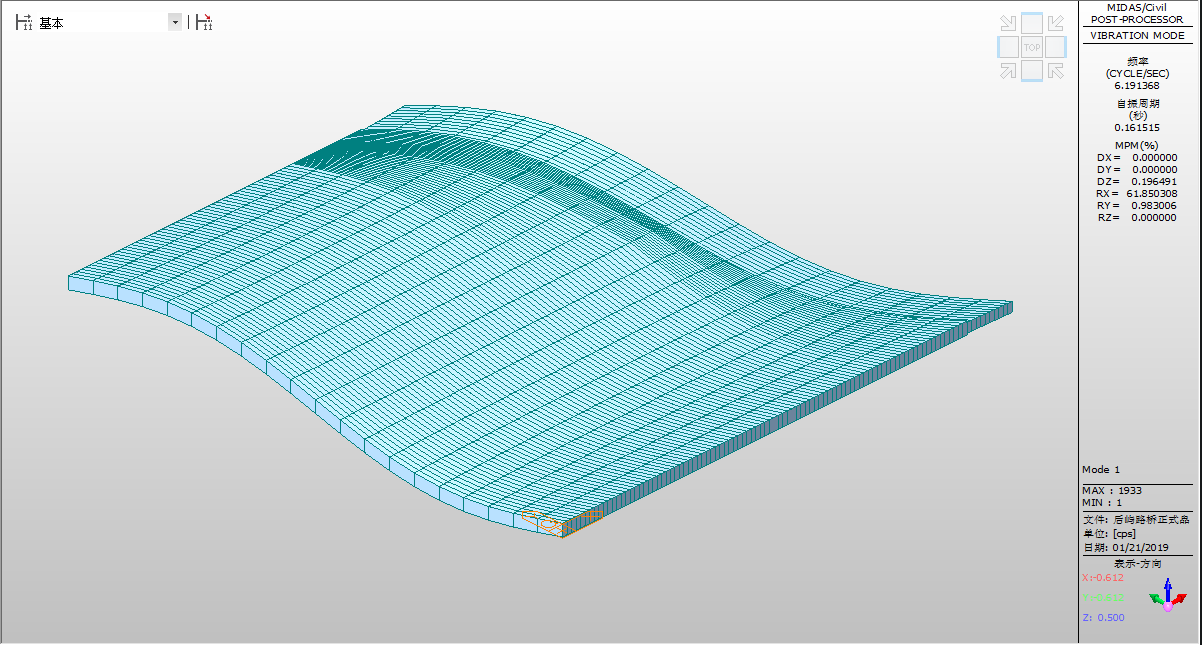 基本
TOP
MIDAS/Civil
POST-PROCESSOR
VIBRATION MODE
频率
(CYCLE/SEC)
6.191368
自振周期
(秒)
0.161515
MPM(%)
DX= 0.000000
DY= 0.000000
DZ= 0.196491
RX= 61.850308
RY= 0.983006
RZ= 0.000000
Mode 1
MAX : 1933
MIN : 1
文件: 后屿路桥正式品
单位: [cps]
日期: 01/21/2019
表示-方向
X:-0.612
Z: 0.500